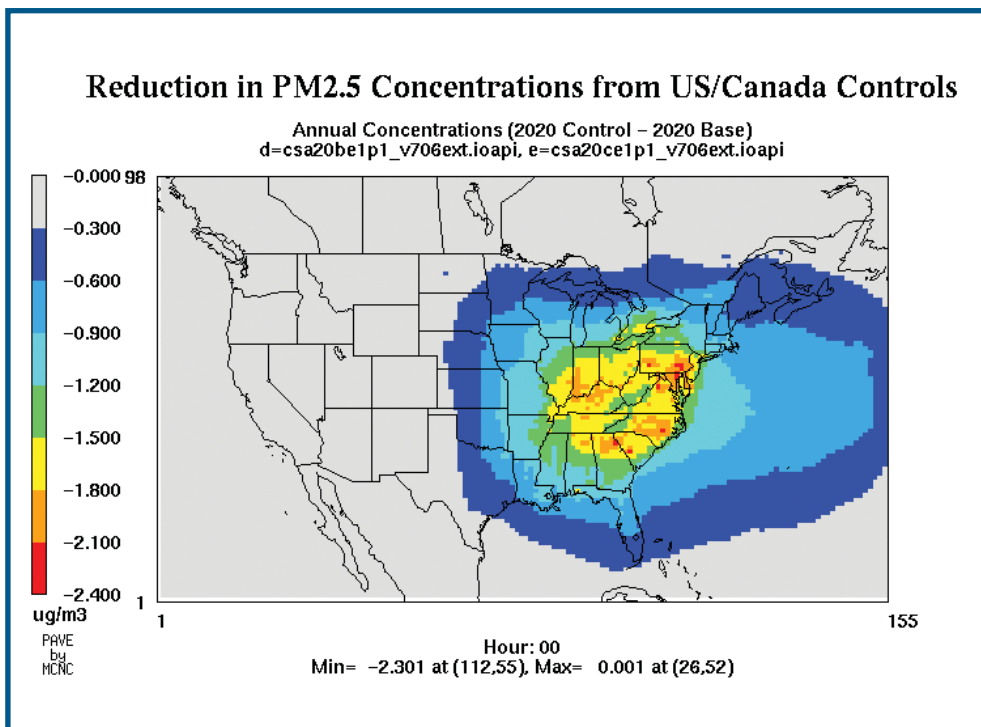 Reduction in PM2.5 Concentrations from US/Canada Controls
Annual Concentrations (2020 Control – 2020 Base)
d=csa20be1p1_v706ext.ioapi, e=csa20ce1p1_v706ext.ioapi
−0.000
98
−0.300
−0.600
−0.900
−1.200
−1.500
−1.800
−2.100
−2.400
1
ug/m3
1
155
PAVE
by
MCNC
Hour: 00
Min= −2.301 at (112,55), Max= 0.001 at (26,52)